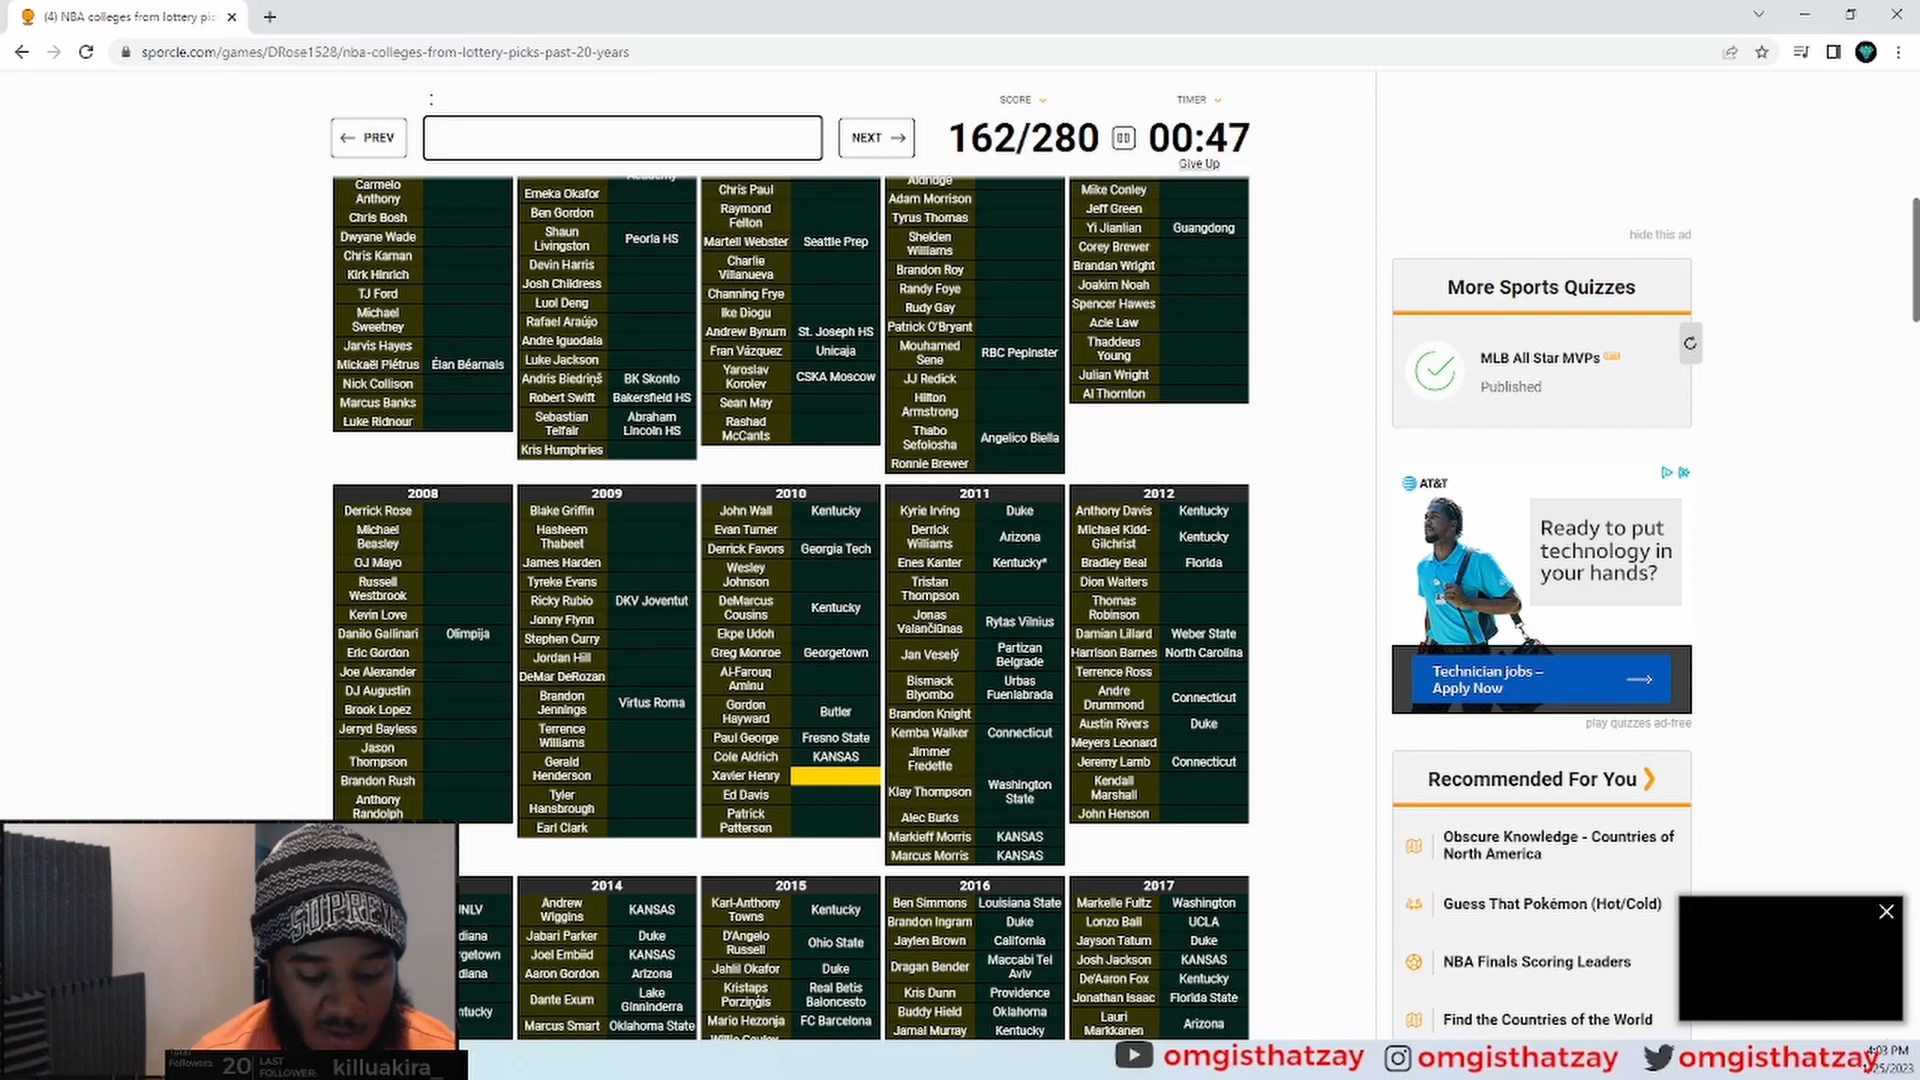 (4) NBA colleges from lottery pic
sporcle.com/games/DRose1528/nba-colleges-from-lottery-picks-past-20-years
:
← PREV
NEXT →
SCORE
162/280
TIMER
00:47
Give Up
Carmelo Anthony
Chris Bosh
Dwyane Wade
Chris Kaman
Kirk Hinrich
TJ Ford
Michael Sweetney
Jarvis Hayes
Mickaël Piétrus Élan Béarnais
Nick Collison
Marcus Banks
Luke Ridnour
Emeka Okafor
Ben Gordon
Shaun Livingston Peoria HS
Devin Harris
Josh Childress
Luol Deng
Rafael Araújo
Andre Iguodala
Luke Jackson
Andris Biedriņš BK Skonto
Robert Swift Bakersfield HS
Sebastian Telfair Abraham Lincoln HS
Kris Humphries
Chris Paul
Raymond Felton
Martell Webster Seattle Prep
Charlie Villanueva
Channing Frye
Ike Diogu
Andrew Bynum St. Joseph HS
Fran Vázquez Unicaja
Yaroslav Korolev CSKA Moscow
Sean May
Rashad McCants
Aldridge
Adam Morrison
Tyrus Thomas
Shelden Williams
Brandon Roy
Randy Foye
Rudy Gay
Patrick O'Bryant
Mouhamed Sene RBC Pepinster
JJ Redick
Hilton Armstrong
Thabo Sefolosha Angelico Biella
Ronnie Brewer
Mike Conley
Jeff Green
Yi Jianlian Guangdong
Corey Brewer
Brandan Wright
Joakim Noah
Spencer Hawes
Acie Law
Thaddeus Young
Julian Wright
Al Thornton
2008
Derrick Rose
Michael Beasley
OJ Mayo
Russell Westbrook
Kevin Love
Danilo Gallinari Olimpija
Eric Gordon
Joe Alexander
DJ Augustin
Brook Lopez
Jerryd Bayless
Jason Thompson
Brandon Rush
Anthony Randolph
2009
Blake Griffin
Hasheem Thabeet
James Harden
Tyreke Evans
Ricky Rubio DKV Joventut
Jonny Flynn
Stephen Curry
Jordan Hill
DeMar DeRozan
Brandon Jennings Virtus Roma
Terrence Williams
Gerald Henderson
Tyler Hansbrough
Earl Clark
2010
John Wall Kentucky
Evan Turner
Derrick Favors Georgia Tech
Wesley Johnson
DeMarcus Cousins Kentucky
Ekpe Udoh
Greg Monroe Georgetown
Al-Farouq Aminu
Gordon Hayward Butler
Paul George Fresno State
Cole Aldrich KANSAS
Xavier Henry
Ed Davis
Patrick Patterson
2011
Kyrie Irving Duke
Derrick Williams Arizona
Enes Kanter Kentucky*
Tristan Thompson
Jonas Valančiūnas Rytas Vilnius
Jan Veselý Partizan Belgrade
Bismack Biyombo Urbas Fuenlabrada
Brandon Knight
Kemba Walker Connecticut
Jimmer Fredette
Klay Thompson Washington State
Alec Burks
Markieff Morris KANSAS
Marcus Morris KANSAS
2012
Anthony Davis Kentucky
Michael Kidd-Gilchrist Kentucky
Bradley Beal Florida
Dion Waiters
Thomas Robinson
Damian Lillard Weber State
Harrison Barnes North Carolina
Terrence Ross
Andre Drummond Connecticut
Austin Rivers Duke
Meyers Leonard
Jeremy Lamb Connecticut
Kendall Marshall
John Henson
2014
Andrew Wiggins KANSAS
Jabari Parker Duke
Joel Embiid KANSAS
Aaron Gordon Arizona
Dante Exum Lake Ginninderra
Marcus Smart Oklahoma State
2015
Karl-Anthony Towns Kentucky
D'Angelo Russell Ohio State
Jahlil Okafor Duke
Kristaps Porziņģis Real Betis Baloncesto
Mario Hezonja FC Barcelona
2016
Ben Simmons Louisiana State
Brandon Ingram Duke
Jaylen Brown California
Dragan Bender Maccabi Tel Aviv
Kris Dunn Providence
Buddy Hield Oklahoma
Jamal Murray Kentucky
2017
Markelle Fultz Washington
Lonzo Ball UCLA
Jayson Tatum Duke
Josh Jackson KANSAS
De'Aaron Fox Kentucky
Jonathan Isaac Florida State
Lauri Markkanen Arizona
hide this ad
More Sports Quizzes
MLB All Star MVPs
Published
AT&T
Ready to put
technology in
your hands?
Technician jobs –
Apply Now
play quizzes ad-free
Recommended For You
Obscure Knowledge - Countries of
North America
Guess That Pokémon (Hot/Cold)
NBA Finals Scoring Leaders
Find the Countries of the World
SUPREME
Followers: 20 LAST FOLLOWER: killuakira_
omgisthatzay omgisthatzay omgisthatzay
4:03 PM